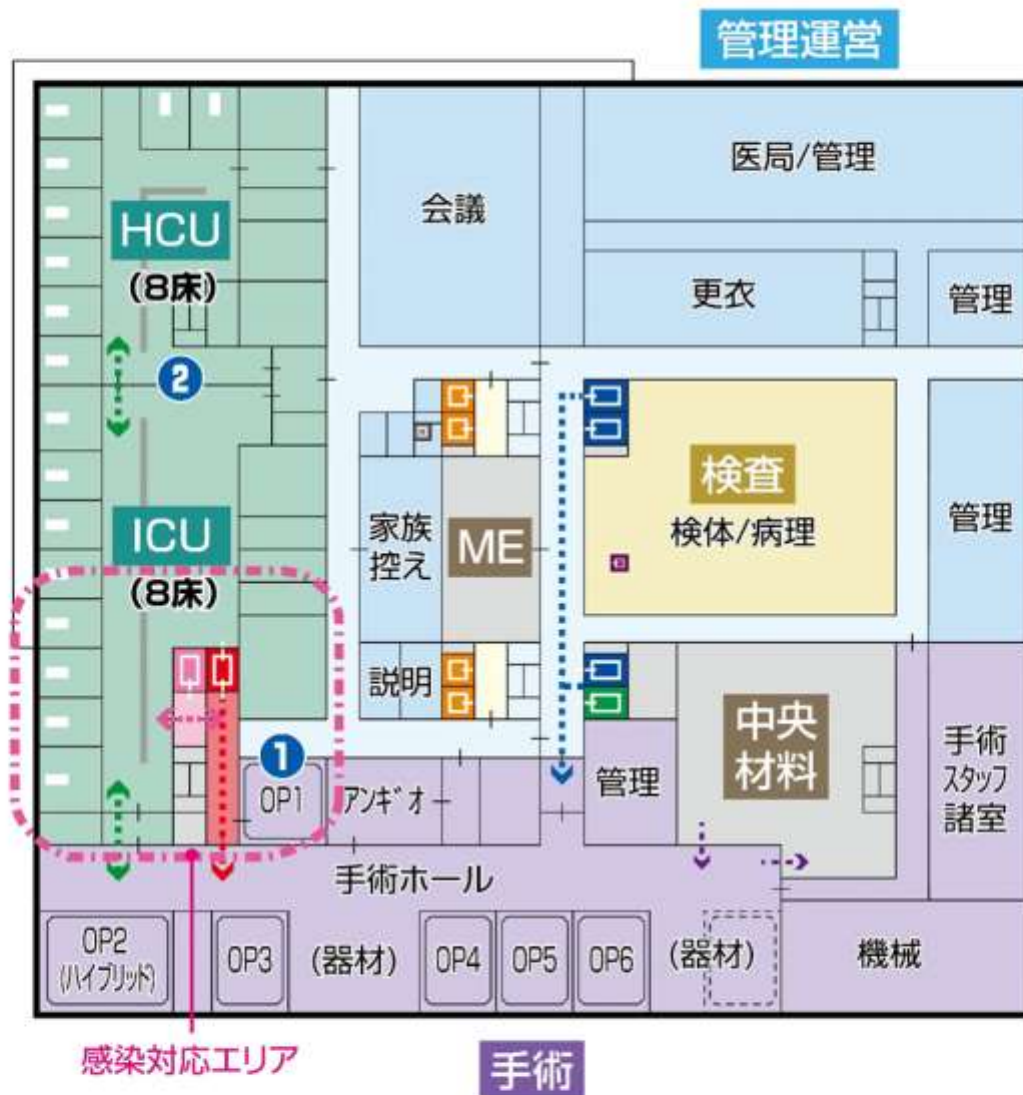 管理運営
医局/管理
会議
HCU
(8床)
更衣
管理
2
検査
検体/病理
ICU
(8床)
家族
控え
ME
管理
説明
中央
材料
手術
スタッフ
諸室
1
OP1
アンギオ
管理
手術ホール
OP2
(ハイブリッド)
OP3
(器材)
OP4
OP5
OP6
(器材)
機械
感染対応エリア
手術